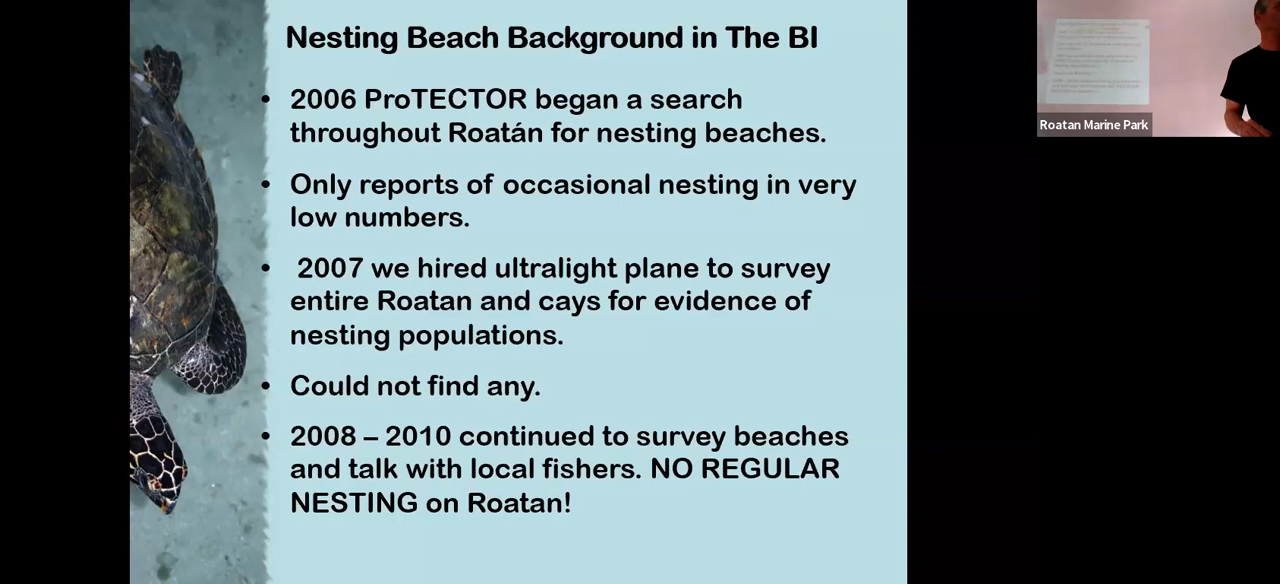 Nesting Beach Background in The BI
• 2006 ProTECTOR began a search
throughout Roatán for nesting beaches.
• Only reports of occasional nesting in very
low numbers.
• 2007 we hired ultralight plane to survey
entire Roatan and cays for evidence of
nesting populations.
• Could not find any.
• 2008 – 2010 continued to survey beaches
and talk with local fishers. NO REGULAR
NESTING on Roatan!
Roatan Marine Park